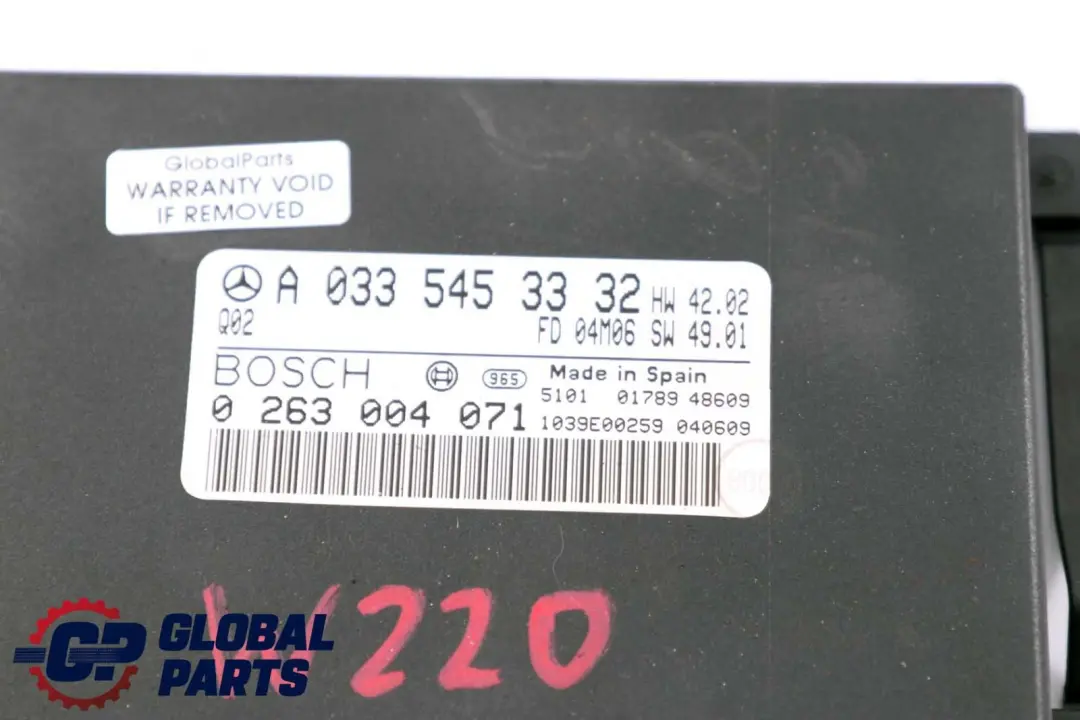 GlobalParts
WARRANTY VOID
IF REMOVED
A 033 545 33 32 HW 42.02
Q02 FD 04M06 SW 49.01
BOSCH 965 Made in Spain
5101 01789 48609
0 263 004 071 1039E00259 040609
W220
GP GLOBAL
PARTS